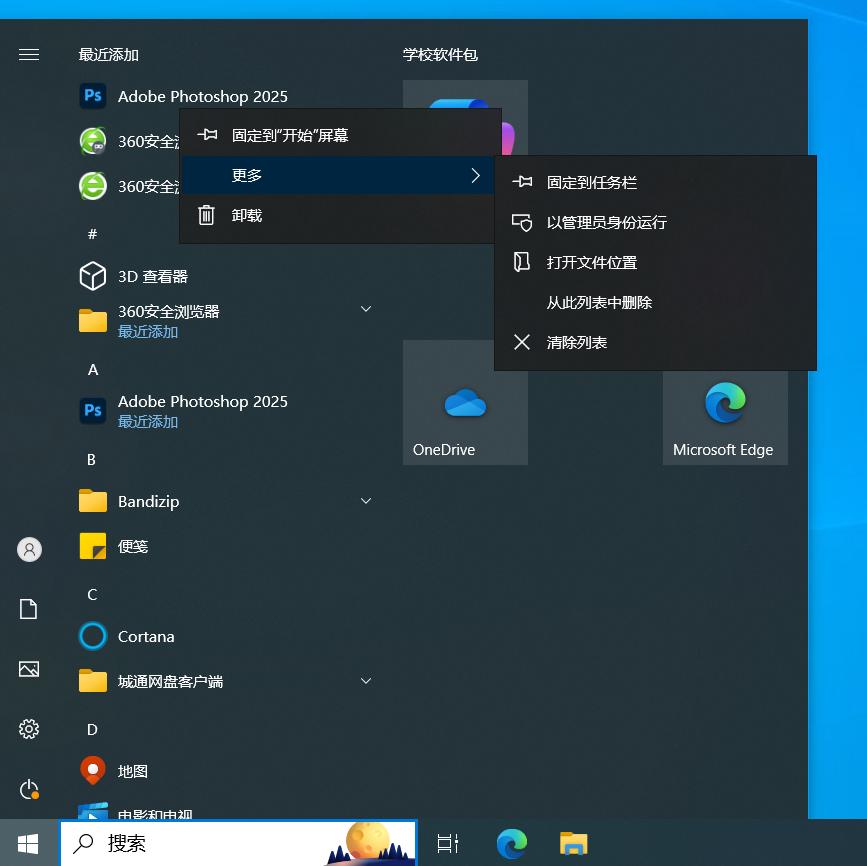 最近添加
学校软件包
Ps
Adobe Photoshop 2025
360安全
固定到"开始"屏幕
更多
360安全
卸载
固定到任务栏
以管理员身份运行
打开文件位置
从此列表中删除
清除列表
#
3D 查看器
360安全浏览器
最近添加
A
Ps
Adobe Photoshop 2025
最近添加
OneDrive
Microsoft Edge
B
Bandizip
便笺
C
Cortana
城通网盘客户端
D
地图
电影和电视
搜索